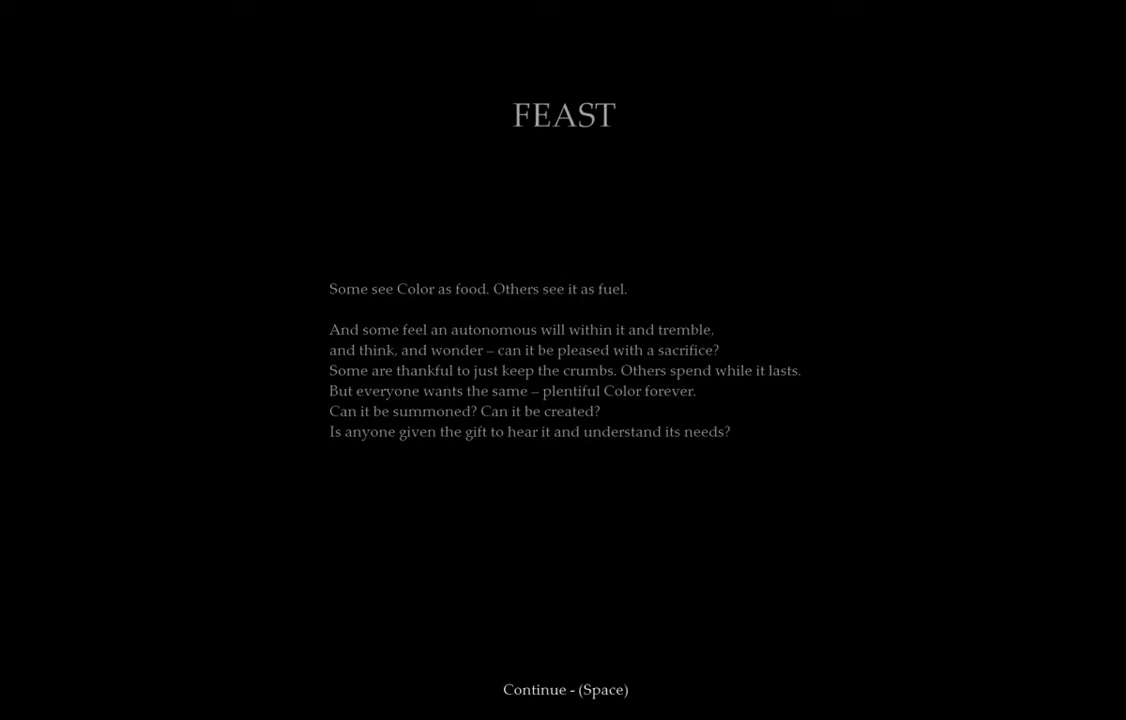 FEAST
Some see Color as food. Others see it as fuel.
And some feel an autonomous will within it and tremble,
and think, and wonder – can it be pleased with a sacrifice?
Some are thankful to just keep the crumbs. Others spend while it lasts.
But everyone wants the same – plentiful Color forever.
Can it be summoned? Can it be created?
Is anyone given the gift to hear it and understand its needs?
Continue - (Space)